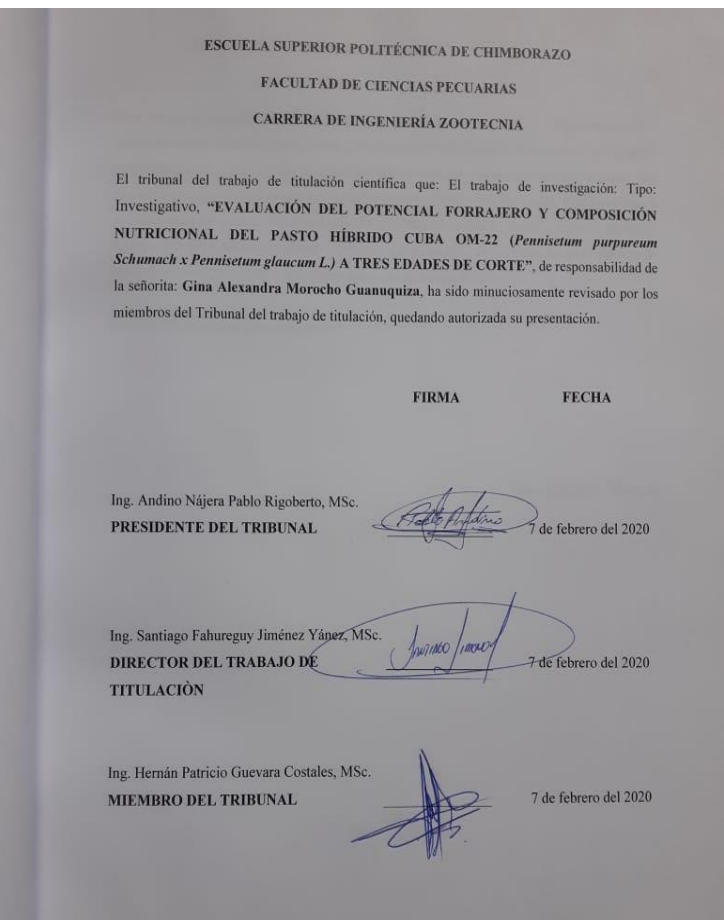 ESCUELA SUPERIOR POLITÉCNICA DE CHIMBORAZO
FACULTAD DE CIENCIAS PECUARIAS
CARRERA DE INGENIERÍA ZOOTECNIA
El tribunal del trabajo de titulación científica que: El trabajo de investigación: Tipo:
Investigativo, “EVALUACIÓN DEL POTENCIAL FORRAJERO Y COMPOSICIÓN
NUTRICIONAL DEL PASTO HÍBRIDO CUBA OM-22 (Pennisetum purpureum
Schumach x Pennisetum glaucum L.) A TRES EDADES DE CORTE”, de responsabilidad de
la señorita: Gina Alexandra Morocho Guanuquiza, ha sido minuciosamente revisado por los
miembros del Tribunal del trabajo de titulación, quedando autorizada su presentación.
FIRMA FECHA
Ing. Andino Nájera Pablo Rigoberto, MSc.
PRESIDENTE DEL TRIBUNAL Pablo Andino 7 de febrero del 2020
Ing. Santiago Fahureguy Jiménez Yánez, MSc.
DIRECTOR DEL TRABAJO DE 7 de febrero del 2020
TITULACIÒN
Ing. Hernán Patricio Guevara Costales, MSc.
MIEMBRO DEL TRIBUNAL 7 de febrero del 2020